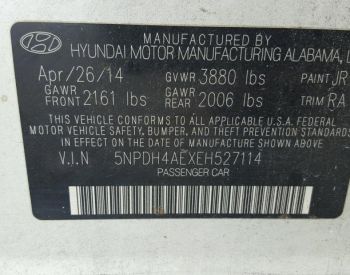 MANUFACTURED BY
HYUNDAI MOTOR MANUFACTURING ALABAMA,
Apr/26/14 GVWR 3880 lbs PAINT JR
GAWR FRONT 2161 lbs GAWR REAR 2006 lbs TRIM RA
THIS VEHICLE CONFORMS TO ALL APPLICABLE U.S. FEDERAL
MOTOR VEHICLE SAFETY, BUMPER, AND THEFT PREVENTION
STANDARDS IN EFFECT ON THE DATE OF MANUFACTURE
SHOWN ABOVE.
V.I.N 5NPDH4AEXEH527114
PASSENGER CAR